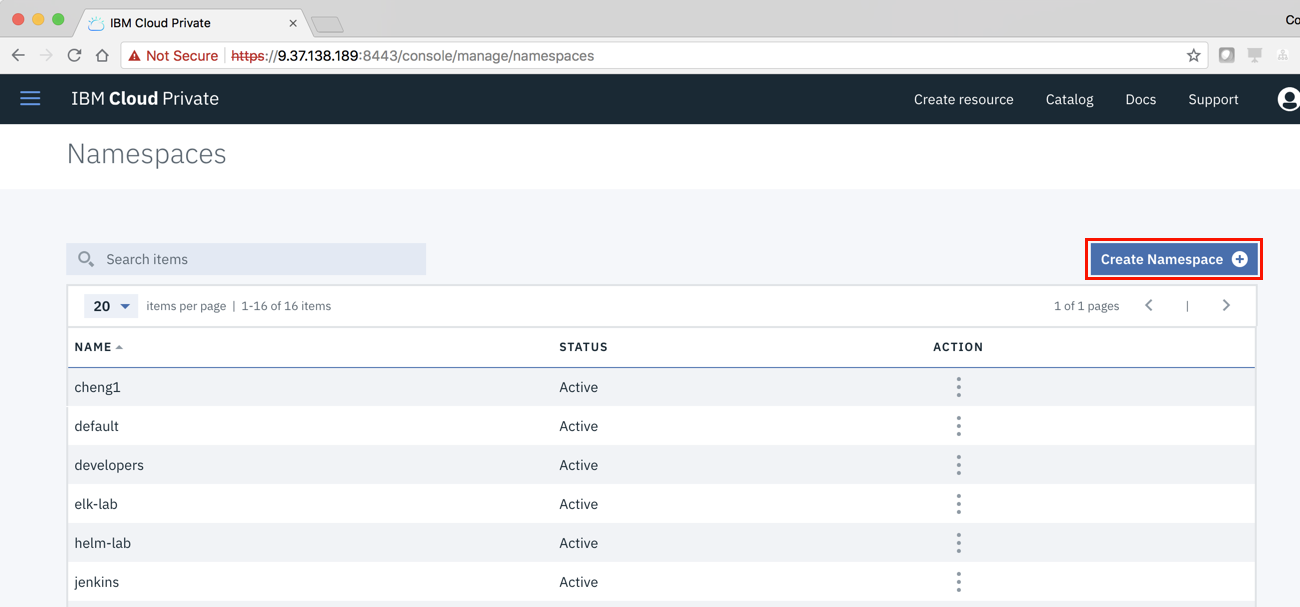 IBM Cloud Private
Co
Not Secure https://9.37.138.189:8443/console/manage/namespaces
IBM Cloud Private Create resource Catalog Docs Support
Namespaces
Search items Create Namespace
20 items per page | 1-16 of 16 items 1 of 1 pages |
NAME STATUS ACTION
cheng1 Active
default Active
developers Active
elk-lab Active
helm-lab Active
jenkins Active